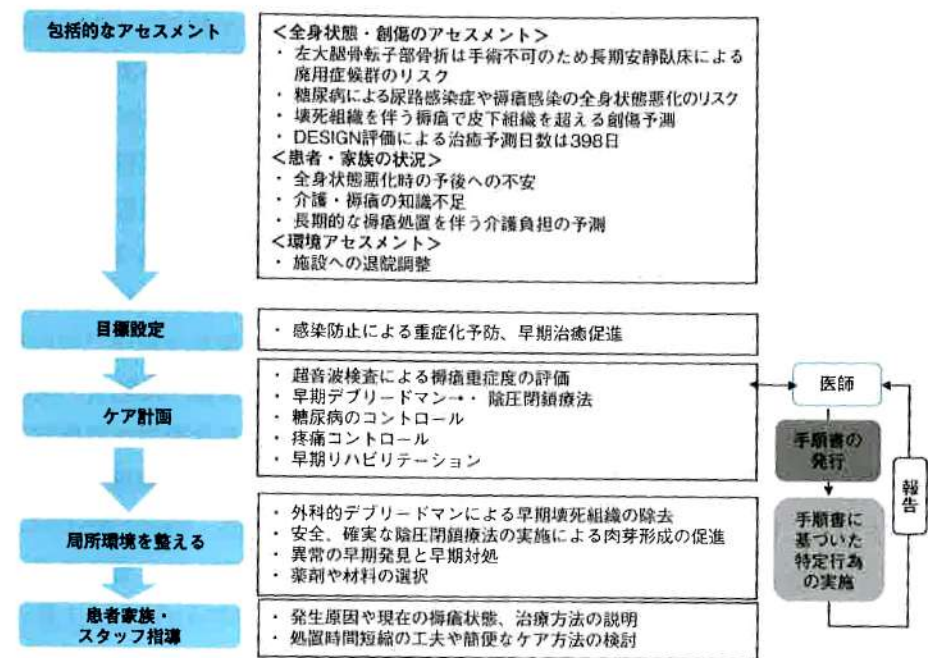 包括的なアセスメント
<全身状態・創傷のアセスメント>
・ 左大腿骨転子部骨折は手術不可のため長期安静臥床による
廃用症候群のリスク
・ 糖尿病による尿路感染症や褥瘡感染の全身状態悪化のリスク
・ 壊死組織を伴う褥瘡で皮下組織を超える創傷予測
・ DESIGN評価による治癒予測日数は398日
<患者・家族の状況>
・ 全身状態悪化時の予後への不安
・ 介護・褥瘡の知識不足
・ 長期的な褥瘡処置を伴う介護負担の予測
<環境アセスメント>
・ 施設への退院調整
目標設定
・ 感染防止による重症化予防、早期治癒促進
ケア計画
・ 超音波検査による褥瘡重症度の評価
・ 早期デブリードマン→・ 陰圧閉鎖療法
・ 糖尿病のコントロール
・ 疼痛コントロール
・ 早期リハビリテーション
医師
手順書の
発行
報告
手順書に
基づいた
特定行為
の実施
局所環境を整える
・ 外科的デブリードマンによる早期壊死組織の除去
・ 安全、確実な陰圧閉鎖療法の実施による肉芽形成の促進
・ 異常の早期発見と早期対処
・ 薬剤や材料の選択
患者家族・
スタッフ指導
・ 発生原因や現在の褥瘡状態、治療方法の説明
・ 処置時間短縮の工夫や簡便なケア方法の検討